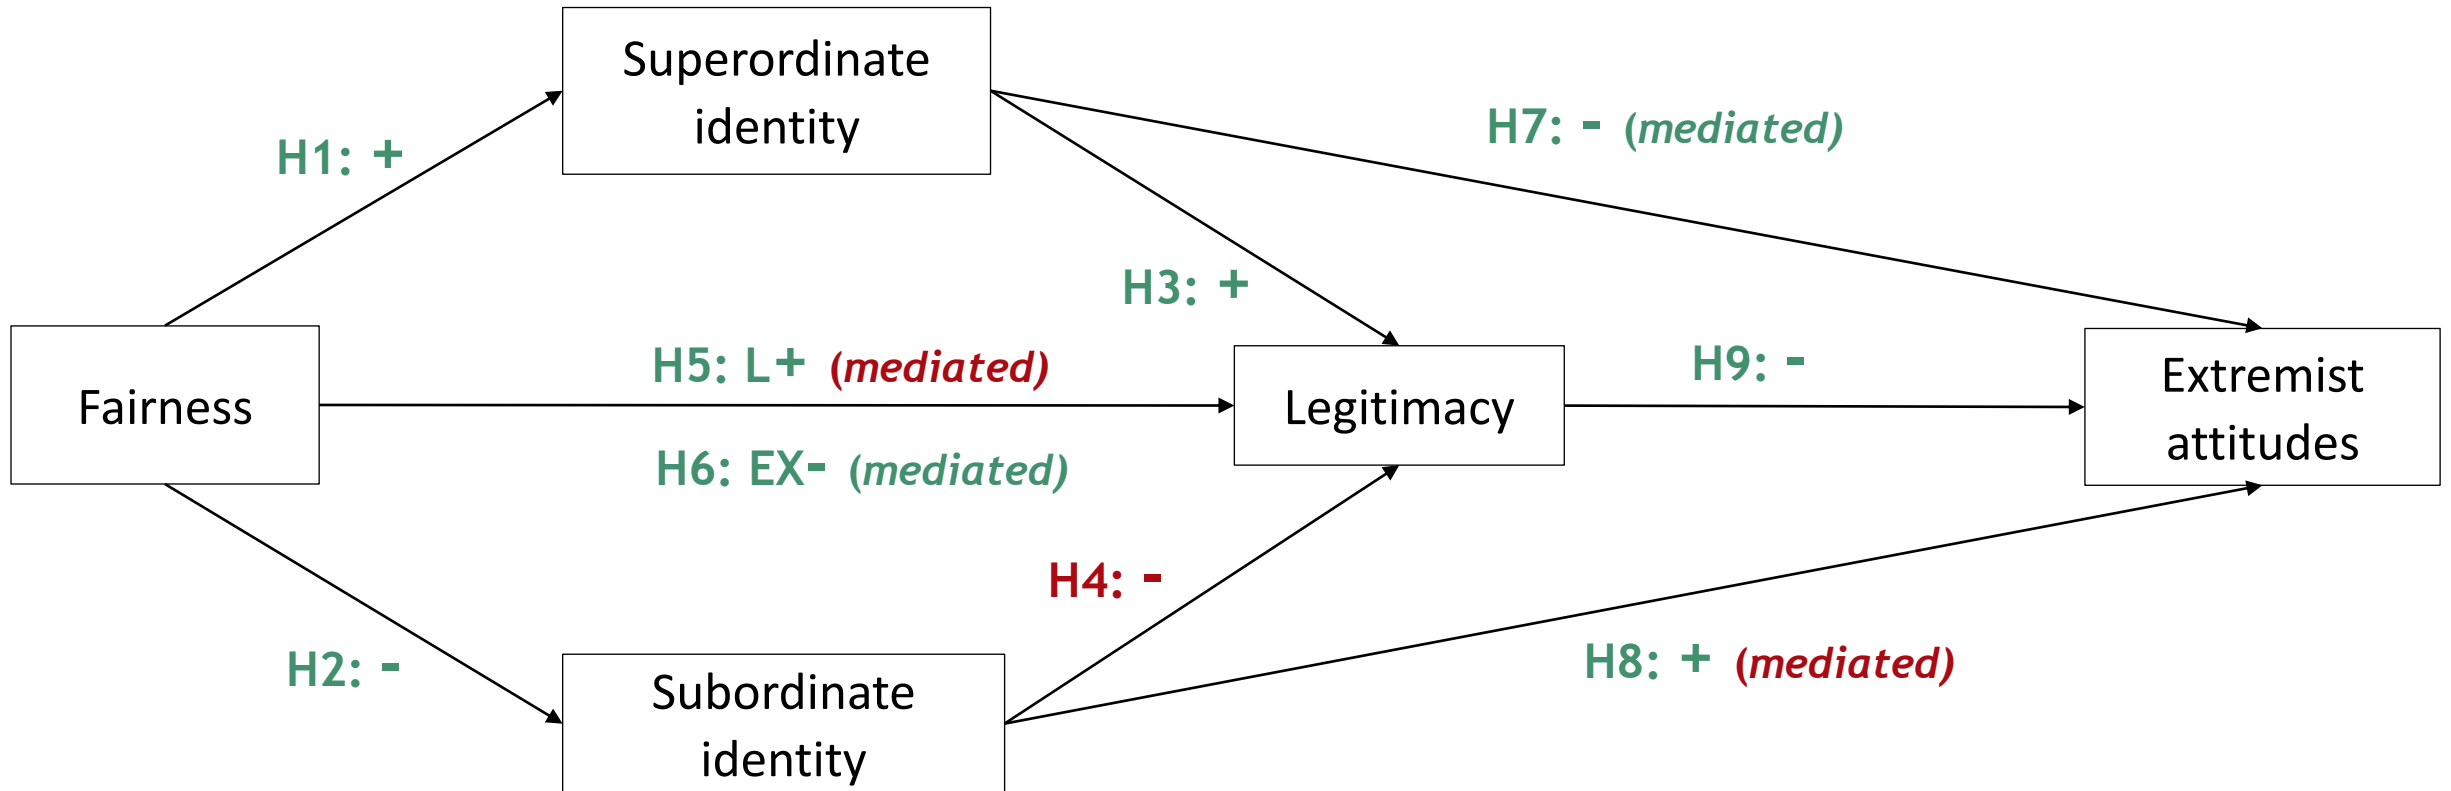 Superordinate
identity
H1: +
H7: - (mediated)
H3: +
Fairness
H5: L+ (mediated)
H6: EX- (mediated)
Legitimacy
H9: -
Extremist
attitudes
H4: -
H2: -
H8: + (mediated)
Subordinate
identity